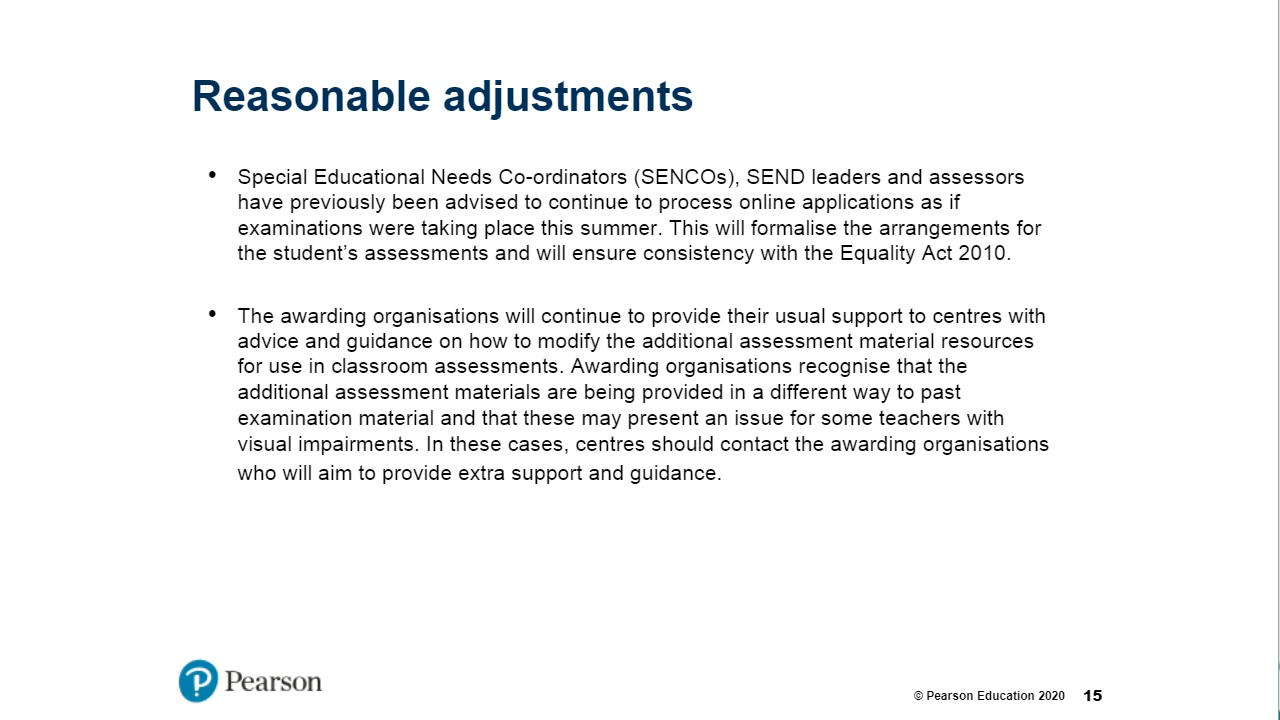 Reasonable adjustments
• Special Educational Needs Co-ordinators (SENCOs), SEND leaders and assessors
have previously been advised to continue to process online applications as if
examinations were taking place this summer. This will formalise the arrangements for
the student’s assessments and will ensure consistency with the Equality Act 2010.
• The awarding organisations will continue to provide their usual support to centres with
advice and guidance on how to modify the additional assessment material resources
for use in classroom assessments. Awarding organisations recognise that the
additional assessment materials are being provided in a different way to past
examination material and that these may present an issue for some teachers with
visual impairments. In these cases, centres should contact the awarding organisations
who will aim to provide extra support and guidance.
Pearson
© Pearson Education 2020 15